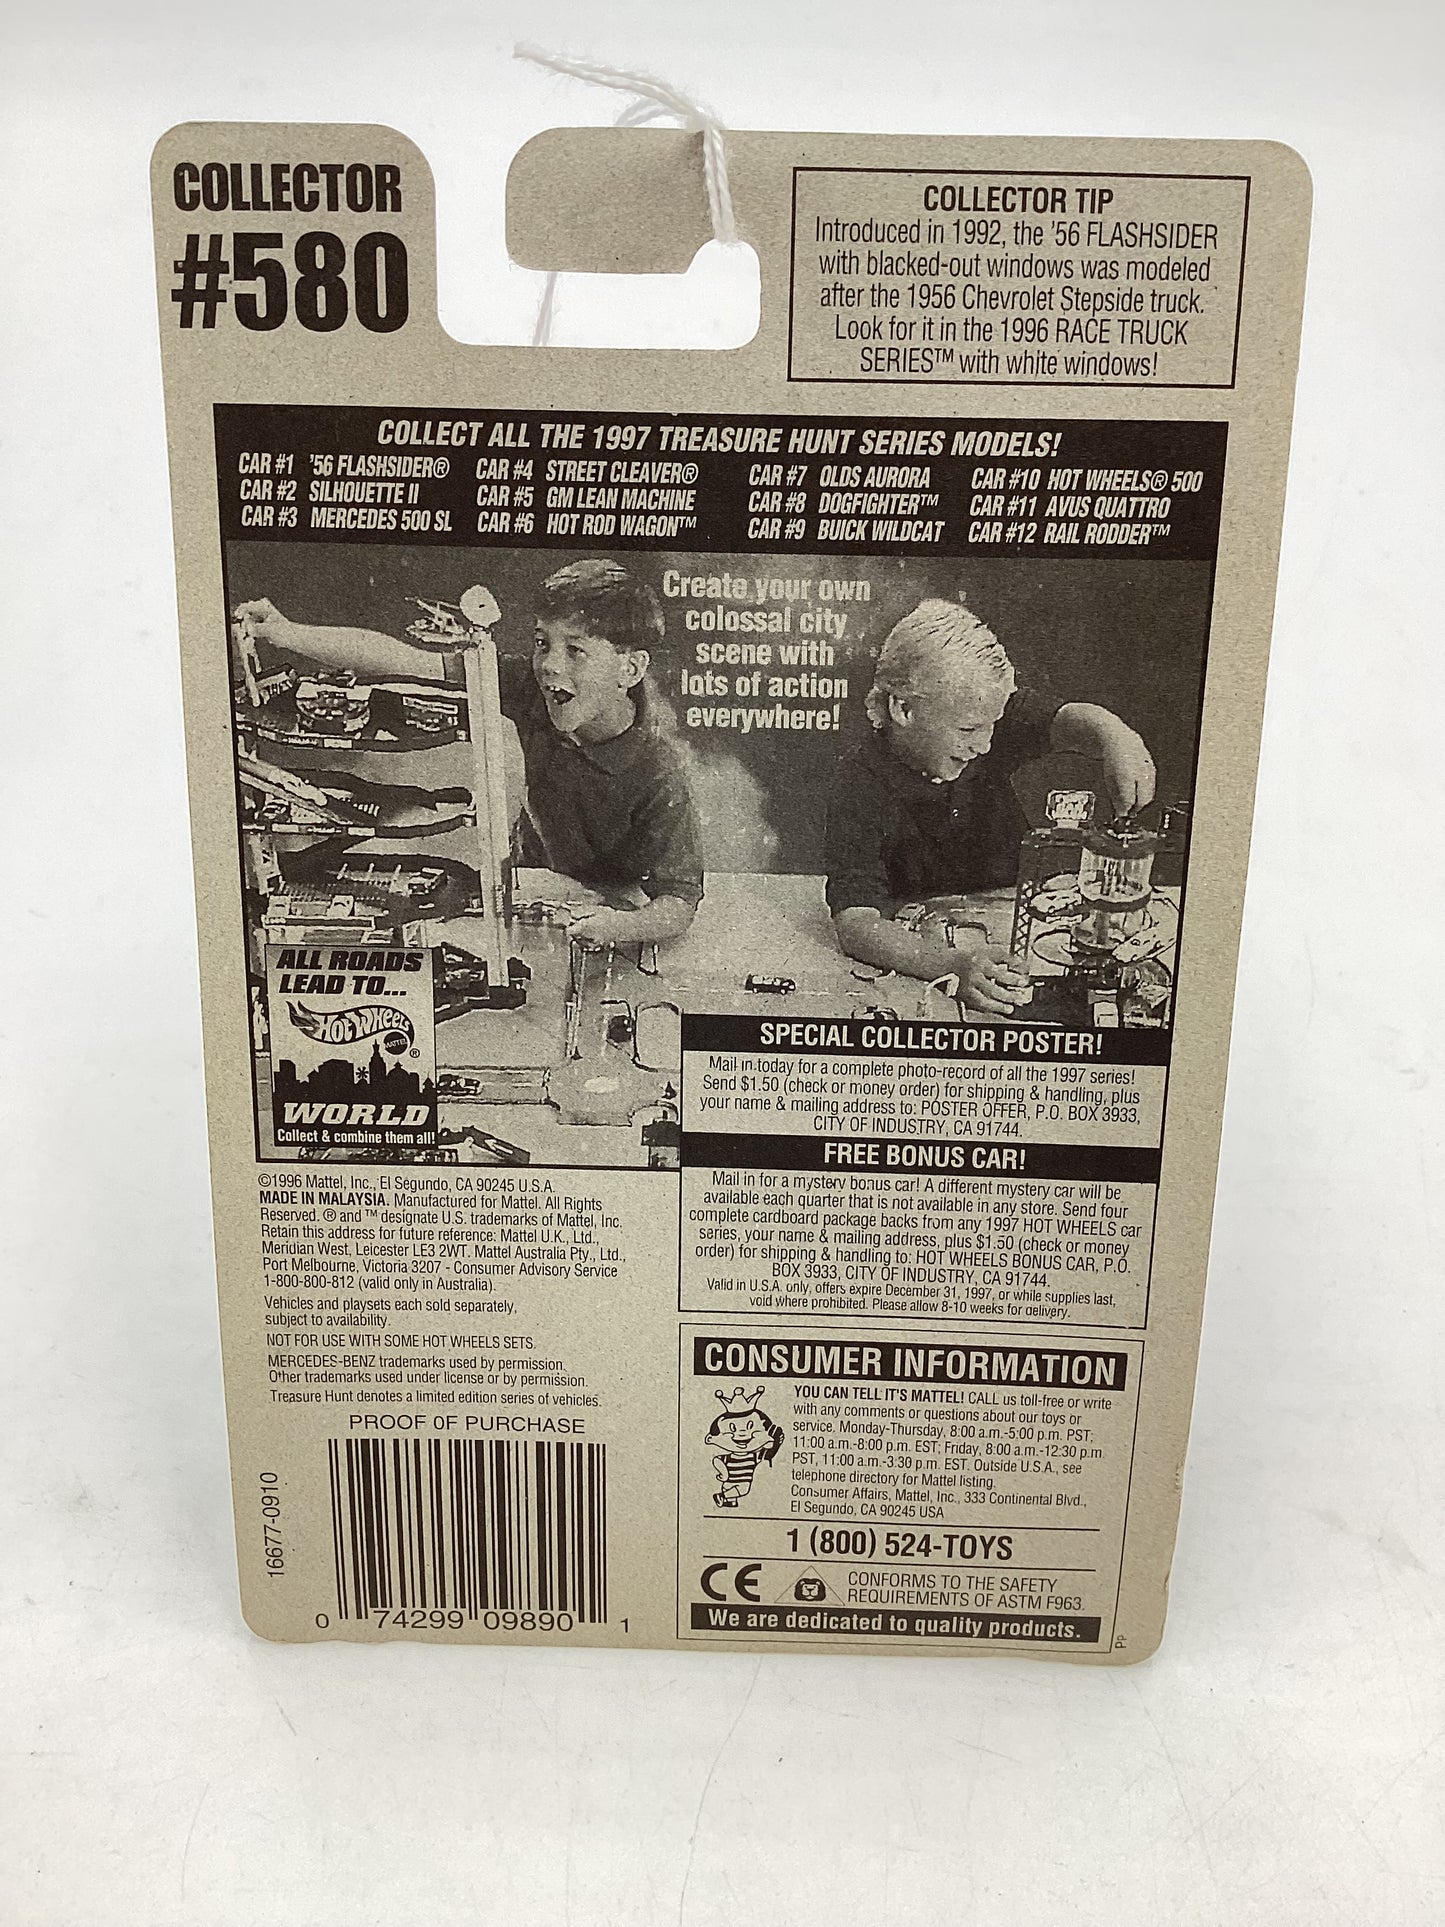 COLLECTOR
#580
COLLECTOR TIP
Introduced in 1992, the '56 FLASHSIDER
with blacked-out windows was modeled
after the 1956 Chevrolet Stepside truck.
Look for it in the 1996 RACE TRUCK
SERIES™ with white windows!
COLLECT ALL THE 1997 TREASURE HUNT SERIES MODELS!
CAR #1 '56 FLASHSIDER®
CAR #2 SILHOUETTE II
CAR #3 MERCEDES 500 SL
CAR #4 STREET CLEAVER®
CAR #5 GM LEAN MACHINE
CAR #6 HOT ROD WAGON™
CAR #7 OLDS AURORA
CAR #8 DOGFIGHTER™
CAR #9 BUICK WILDCAT
CAR #10 HOT WHEELS® 500
CAR #11 AVUS QUATTRO
CAR #12 RAIL RODDER™
Create your own
colossal city
scene with
lots of action
everywhere!
ALL ROADS
LEAD TO...
HOT WHEELS
MATTEL
®
WORLD
Collect & combine them all!
SPECIAL COLLECTOR POSTER!
Mail in today for a complete photo-record of all the 1997 series!
Send $1.50 (check or money order) for shipping & handling, plus
your name & mailing address to: POSTER OFFER, P.O. BOX 3933,
CITY OF INDUSTRY, CA 91744.
FREE BONUS CAR!
Mail in for a mystery bonus car! A different mystery car will be
available each quarter that is not available in any store. Send four
complete cardboard package backs from any 1997 HOT WHEELS car
series, your name & mailing address, plus $1.50 (check or money
order) for shipping & handling to: HOT WHEELS BONUS CAR, P.O.
BOX 3933, CITY OF INDUSTRY, CA 91744.
Valid in U.S.A. only, offers expire December 31, 1997, or while supplies last,
void where prohibited. Please allow 8-10 weeks for delivery.
©1996 Mattel, Inc., El Segundo, CA 90245 U.S.A.
MADE IN MALAYSIA. Manufactured for Mattel. All Rights
Reserved. ® and ™ designate U.S. trademarks of Mattel, Inc.
Retain this address for future reference: Mattel U.K., Ltd.,
Meridian West, Leicester LE3 2WT. Mattel Australia Pty., Ltd.,
Port Melbourne, Victoria 3207 - Consumer Advisory Service
1-800-800-812 (valid only in Australia).
Vehicles and playsets each sold separately,
subject to availability.
NOT FOR USE WITH SOME HOT WHEELS SETS.
MERCEDES-BENZ trademarks used by permission.
Other trademarks used under license or by permission.
Treasure Hunt denotes a limited edition series of vehicles.
PROOF OF PURCHASE
16677-0910
0 74299 09890 1
CONSUMER INFORMATION
YOU CAN TELL IT'S MATTEL! CALL us toll-free or write
with any comments or questions about our toys or
service. Monday-Thursday, 8:00 a.m.-5:00 p.m. PST;
11:00 a.m.-8:00 p.m. EST; Friday, 8:00 a.m.-12:30 p.m.
PST, 11:00 a.m.-3:30 p.m. EST. Outside U.S.A., see
telephone directory for Mattel listing.
Consumer Affairs, Mattel, Inc., 333 Continental Blvd.,
El Segundo, CA 90245 USA
1 (800) 524-TOYS
CE
CONFORMS TO THE SAFETY
REQUIREMENTS OF ASTM F963.
We are dedicated to quality products.
Pp